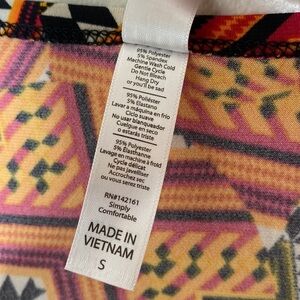 95% Polyester
5% Spandex
Machine Wash Cold
Gentle Cycle
Do Not Bleach
Hang Dry
or you'll be sad
95% Poliéster
5% Elastano
Lavar a máquina en frío
Ciclo suave
No usar blanqueador
Cuelgue en seco
o estarás triste
95% Polyester
5% Elasthanne
Lavage en machine à froid
Cycle délicat
Ne pas javelliser
Accrochez sec
ou vous serez triste
RN#142161
Simply
Comfortable
MADE IN
VIETNAM
S